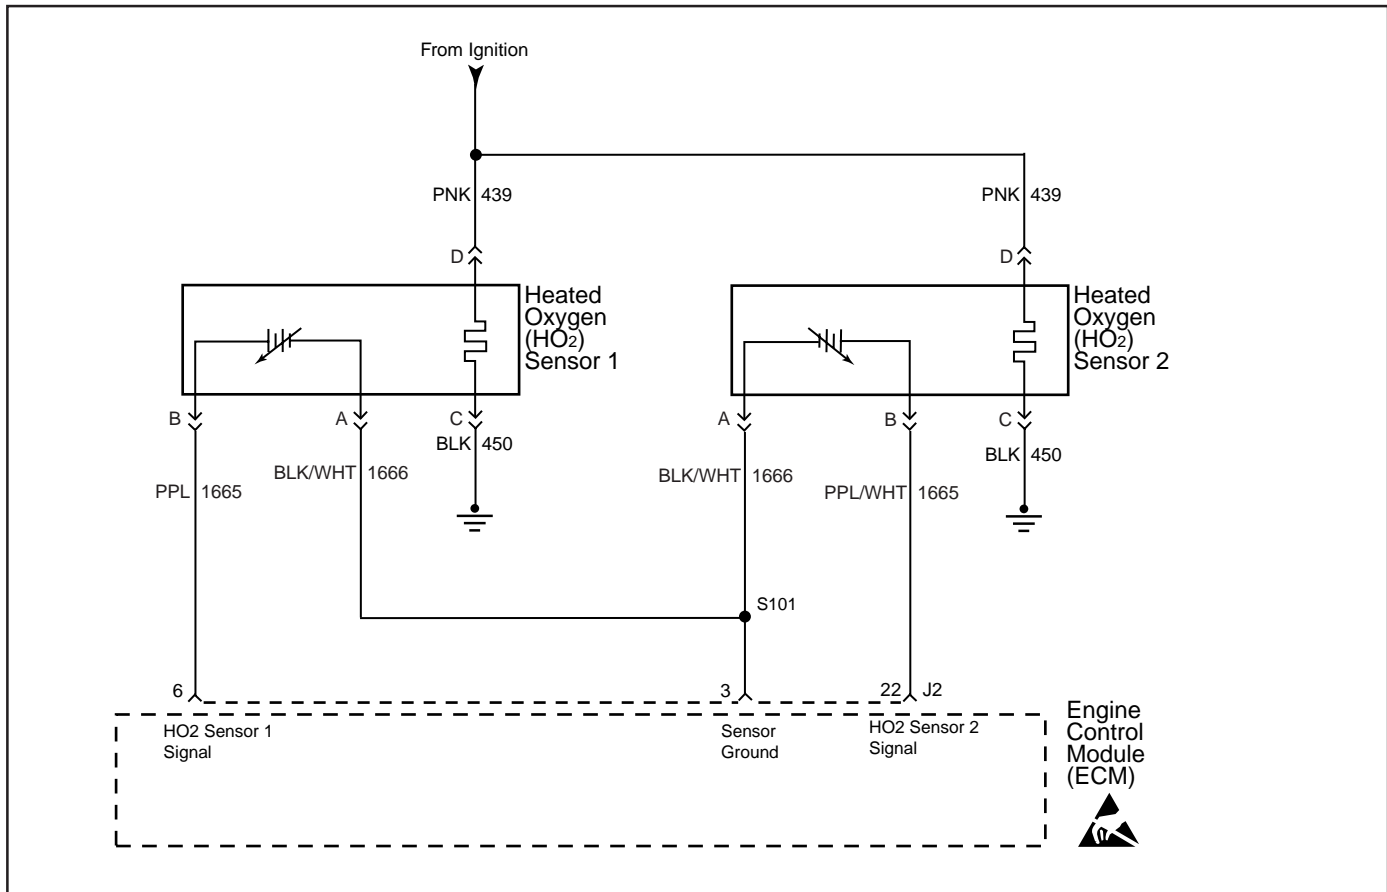 From Ignition
PNK 439
PNK 439
D
D
Heated
Oxygen
(HO2)
Sensor 1
Heated
Oxygen
(HO2)
Sensor 2
B
A
C
A
B
C
BLK 450
BLK 450
BLK/WHT 1666
BLK/WHT 1666
PPL 1665
PPL/WHT 1665
S101
6
3
22 J2
HO2 Sensor 1
Signal
Sensor
Ground
HO2 Sensor 2
Signal
Engine
Control
Module
(ECM)